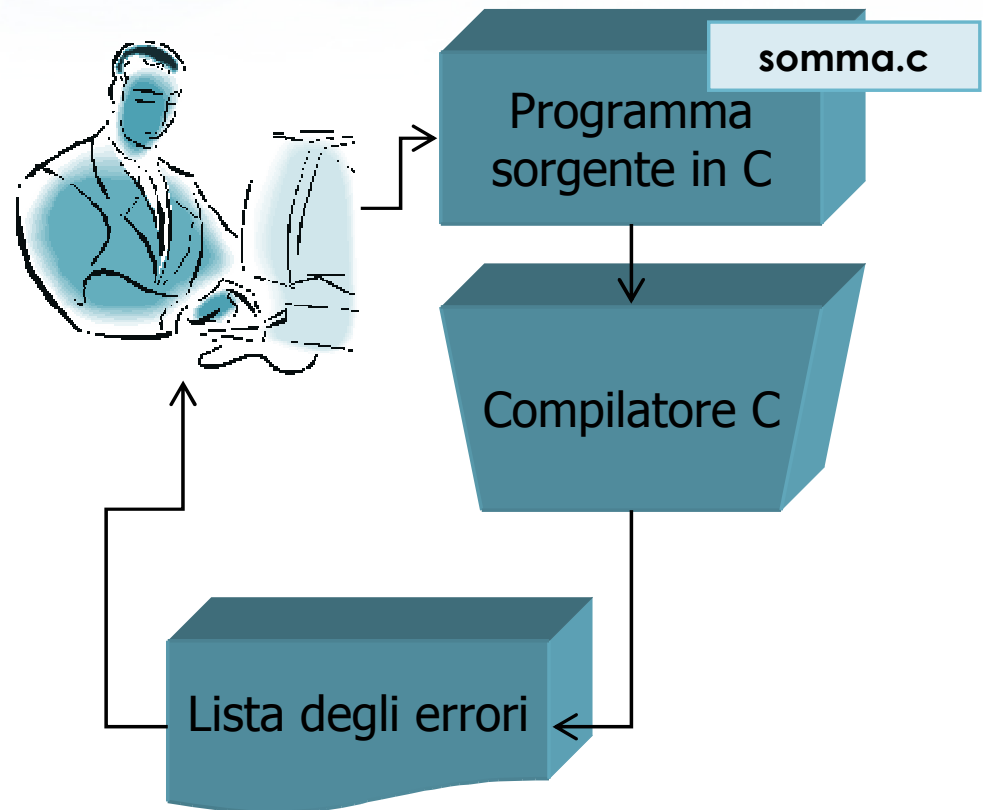 somma.c
Programma
sorgente in C
Compilatore C
Lista degli errori